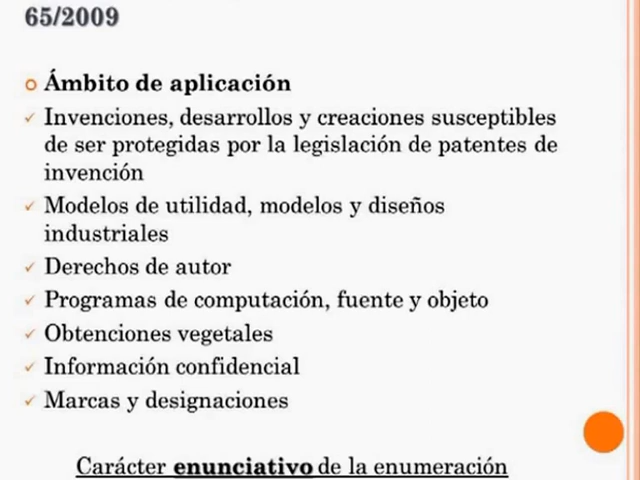 65/2009
Ámbito de aplicación
Invenciones, desarrollos y creaciones susceptibles
de ser protegidas por la legislación de patentes de
invención
Modelos de utilidad, modelos y diseños
industriales
Derechos de autor
Programas de computación, fuente y objeto
Obtenciones vegetales
Información confidencial
Marcas y designaciones
Carácter enunciativo de la enumeración